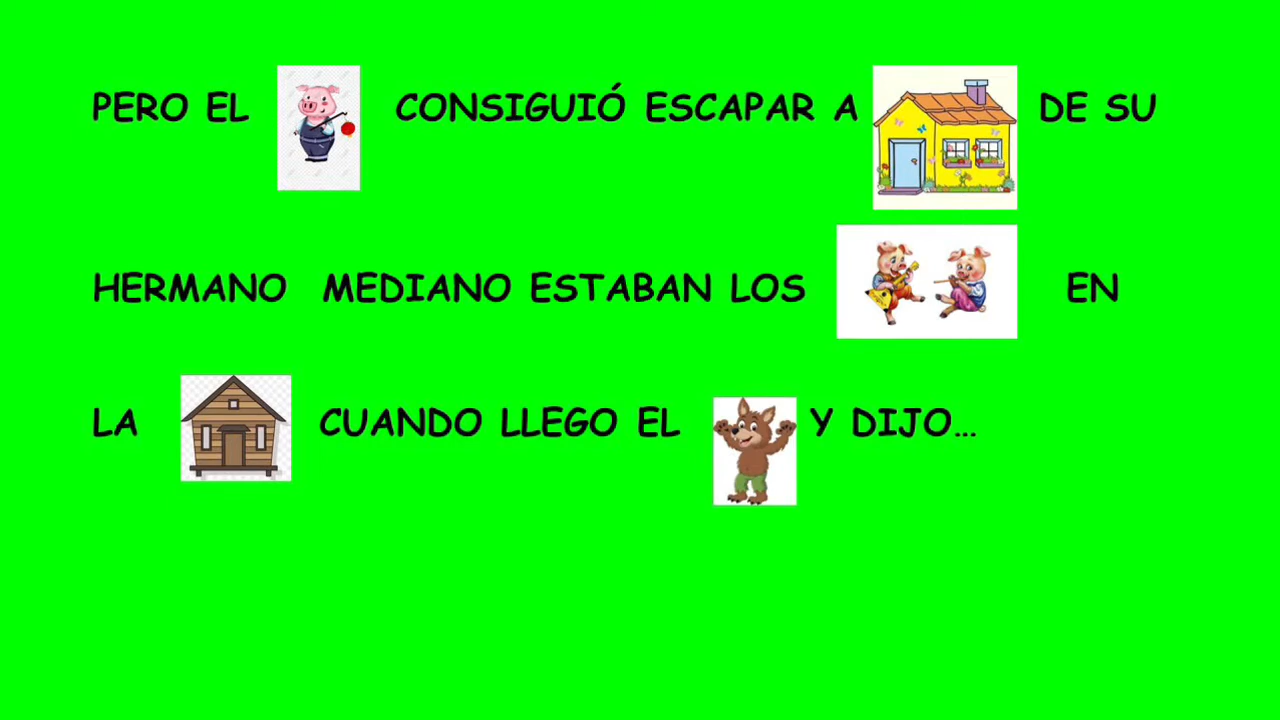 PERO EL CONSIGUIÓ ESCAPAR A DE SU
HERMANO MEDIANO ESTABAN LOS EN
LA CUANDO LLEGO EL Y DIJO...